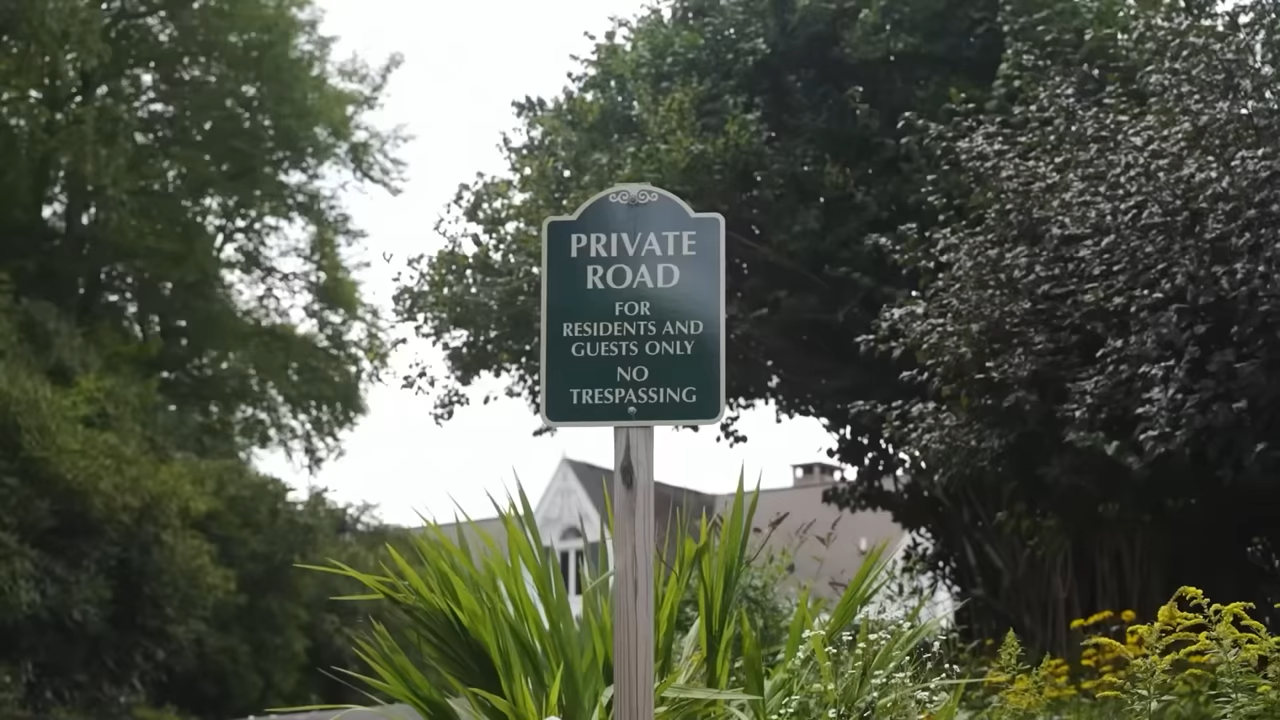 PRIVATE
ROAD
FOR
RESIDENTS AND
GUESTS ONLY
NO
TRESPASSING